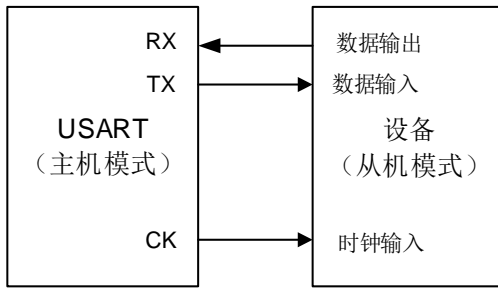 RX 数据输出
TX 数据输入
USART 设备
（主机模式） （从机模式）
CK 时钟输入